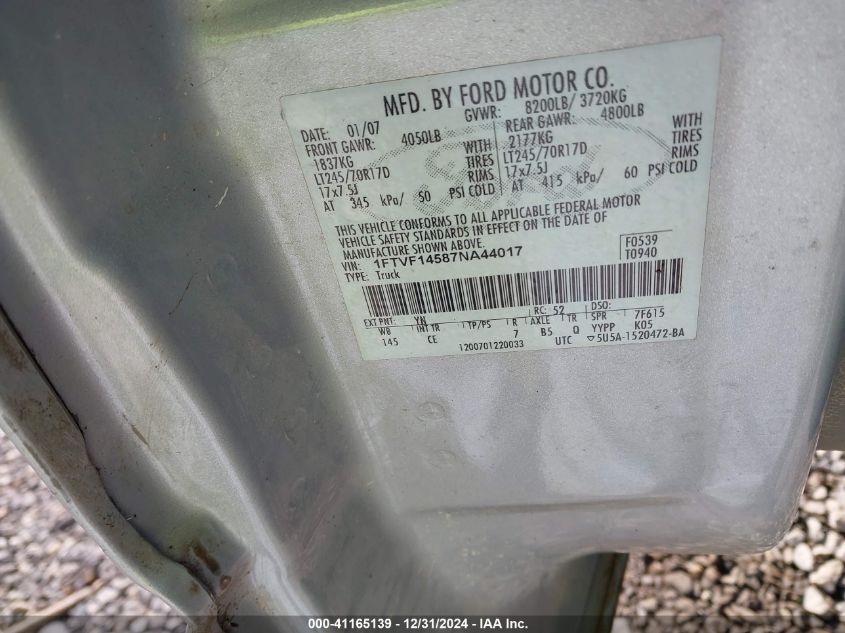 MFD. BY FORD MOTOR CO.
DATE: 01/07 GVWR: 8200LB/ 3720KG
FRONT GAWR: 4050LB REAR GAWR: 4800LB
1837KG WITH 2177KG WITH
LT245/70R17D TIRES LT245/70R17D TIRES
17x7.5J RIMS 17x7.5J RIMS
AT 345 kPa/ 50 PSI COLD AT 415 kPa/ 60 PSI COLD
THIS VEHICLE CONFORMS TO ALL APPLICABLE FEDERAL MOTOR
VEHICLE SAFETY STANDARDS IN EFFECT ON THE DATE OF
MANUFACTURE SHOWN ABOVE.
VIN: 1FTVF14587NA44017 F0539
TYPE: Truck T0940
EXT PNT: YN RC: 52 DSO:
WB INT TR TP/PS R AXLE TR SPR 7F615
145 CE 7 B5 Q YYPP K05
1200701220033 UTC ▽5U5A-1520472-BA
000-41165139 - 12/31/2024 - IAA Inc.